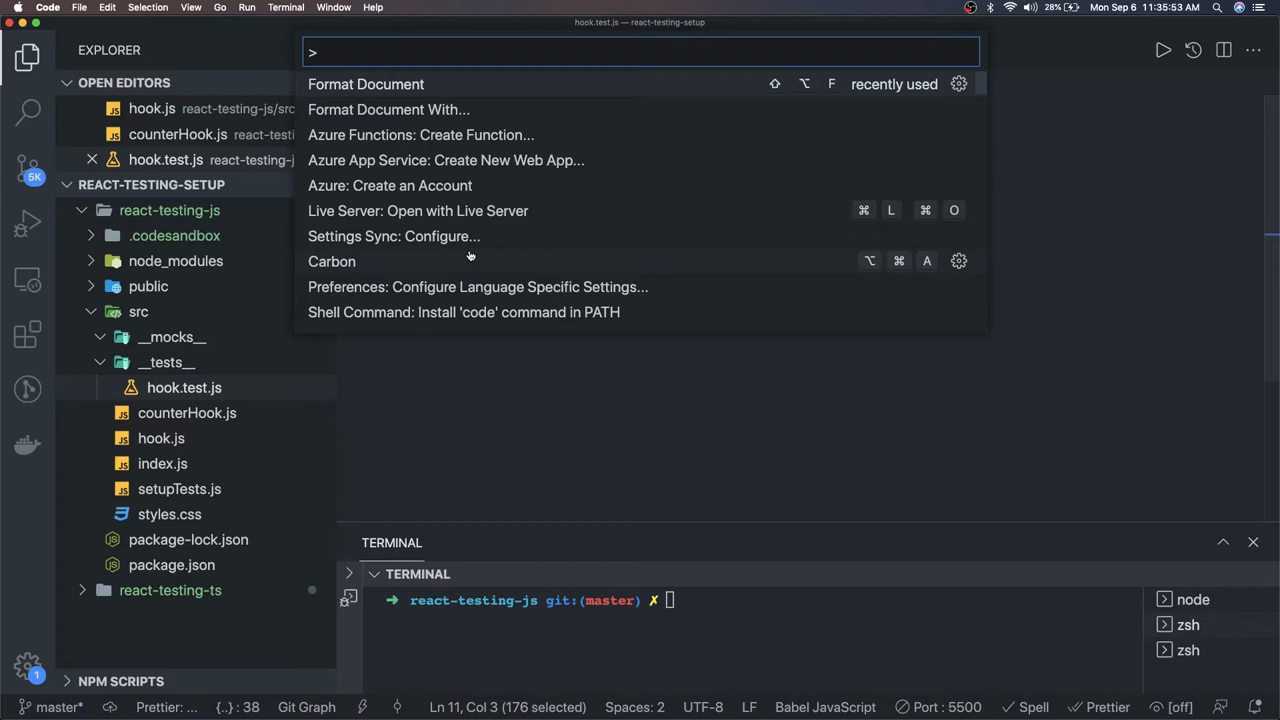 Code File Edit Selection View Go Run Terminal Window Help 28% Mon Sep 6 11:35:53 AM
hook.test.js — react-testing-setup
EXPLORER
>
OPEN EDITORS
hook.js react-testing-js/src
counterHook.js react-testing-
hook.test.js react-testing-j
REACT-TESTING-SETUP
react-testing-js
.codesandbox
node_modules
public
src
__mocks__
__tests__
hook.test.js
counterHook.js
hook.js
index.js
setupTests.js
styles.css
package-lock.json
package.json
react-testing-ts
NPM SCRIPTS
5K
1
Format Document ⇧ ⌥ F recently used
Format Document With...
Azure Functions: Create Function...
Azure App Service: Create New Web App...
Azure: Create an Account
Live Server: Open with Live Server ⌘ L ⌘ O
Settings Sync: Configure...
Carbon ⌥ ⌘ A
Preferences: Configure Language Specific Settings...
Shell Command: Install 'code' command in PATH
TERMINAL
TERMINAL
➜ react-testing-js git:(master) ✗
node
zsh
zsh
master* Prettier: ... {..} : 38 Git Graph Ln 11, Col 3 (176 selected) Spaces: 2 UTF-8 LF Babel JavaScript Port : 5500 Spell Prettier [off]